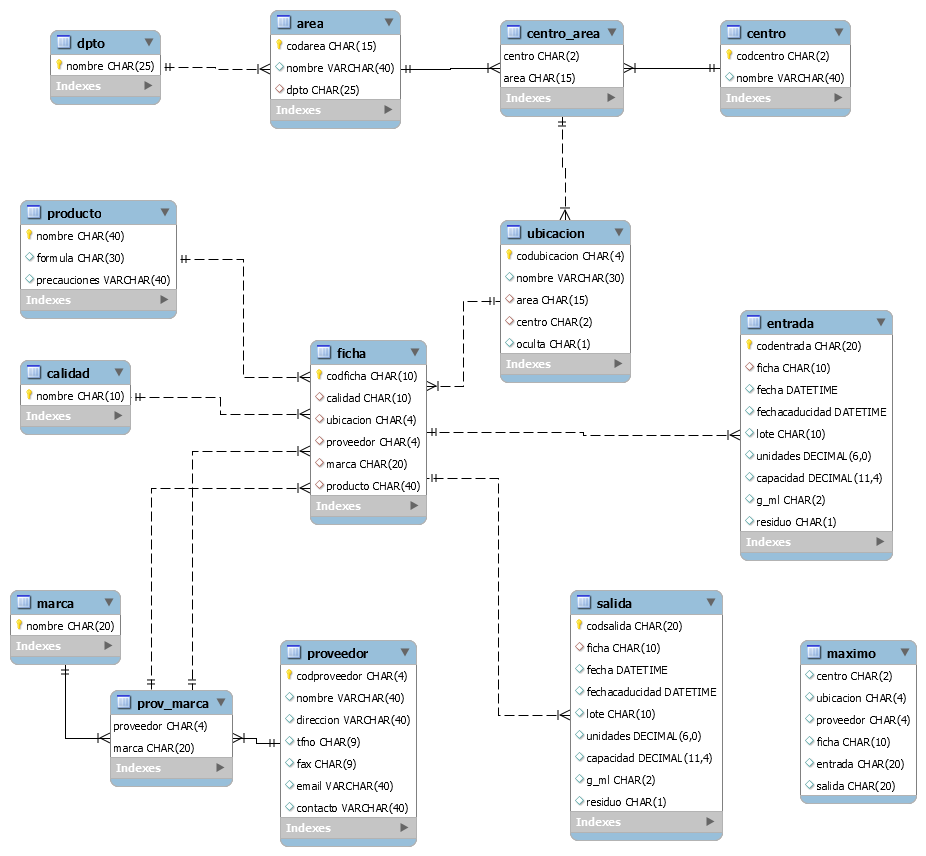 dpto
nombre CHAR(25)
Indexes
area
codarea CHAR(15)
nombre VARCHAR(40)
dpto CHAR(25)
Indexes
centro_area
centro CHAR(2)
area CHAR(15)
Indexes
centro
codcentro CHAR(2)
nombre VARCHAR(40)
Indexes
producto
nombre CHAR(40)
formula CHAR(30)
precauciones VARCHAR(40)
Indexes
ubicacion
codubicacion CHAR(4)
nombre VARCHAR(30)
area CHAR(15)
centro CHAR(2)
oculta CHAR(1)
Indexes
calidad
nombre CHAR(10)
Indexes
ficha
codficha CHAR(10)
calidad CHAR(10)
ubicacion CHAR(4)
proveedor CHAR(4)
marca CHAR(20)
producto CHAR(40)
Indexes
entrada
codentrada CHAR(20)
ficha CHAR(10)
fecha DATETIME
fechacaducidad DATETIME
lote CHAR(10)
unidades DECIMAL(6,0)
capacidad DECIMAL(11,4)
g_ml CHAR(2)
residuo CHAR(1)
Indexes
marca
nombre CHAR(20)
Indexes
prov_marca
proveedor CHAR(4)
marca CHAR(20)
Indexes
proveedor
codproveedor CHAR(4)
nombre VARCHAR(40)
direccion VARCHAR(40)
tfno CHAR(9)
fax CHAR(9)
email VARCHAR(40)
contacto VARCHAR(40)
Indexes
salida
codsalida CHAR(20)
ficha CHAR(10)
fecha DATETIME
fechacaducidad DATETIME
lote CHAR(10)
unidades DECIMAL(6,0)
capacidad DECIMAL(11,4)
g_ml CHAR(2)
residuo CHAR(1)
Indexes
maximo
centro CHAR(2)
ubicacion CHAR(4)
proveedor CHAR(4)
ficha CHAR(10)
entrada CHAR(20)
salida CHAR(20)